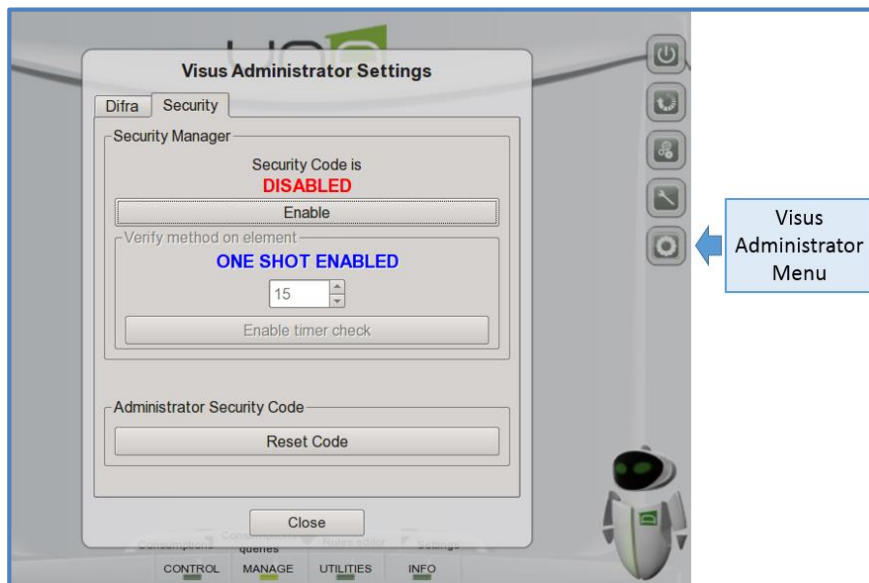 Visus Administrator Settings
Difra
Security
Security Manager
Security Code is
DISABLED
Enable
Verify method on element
ONE SHOT ENABLED
15
Enable timer check
Administrator Security Code
Reset Code
Close
Consumptions
Rules editor
Settings
queries
CONTROL
MANAGE
UTILITIES
INFO
Visus
Administrator
Menu